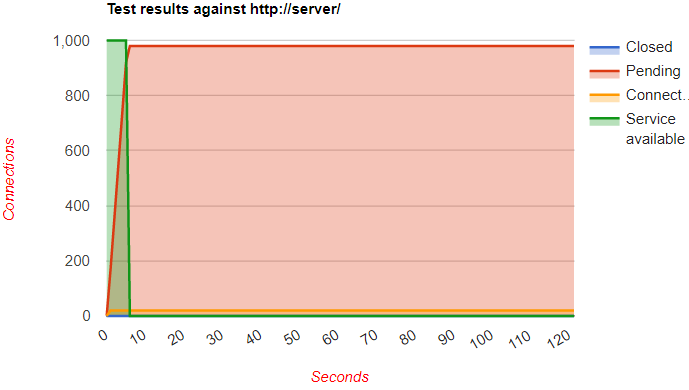 Test results against http://server/
Connections
1,000
800
600
400
200
0
0 10 20 30 40 50 60 70 80 90 100 110 120
Seconds
Closed
Pending
Connect..
Service
available